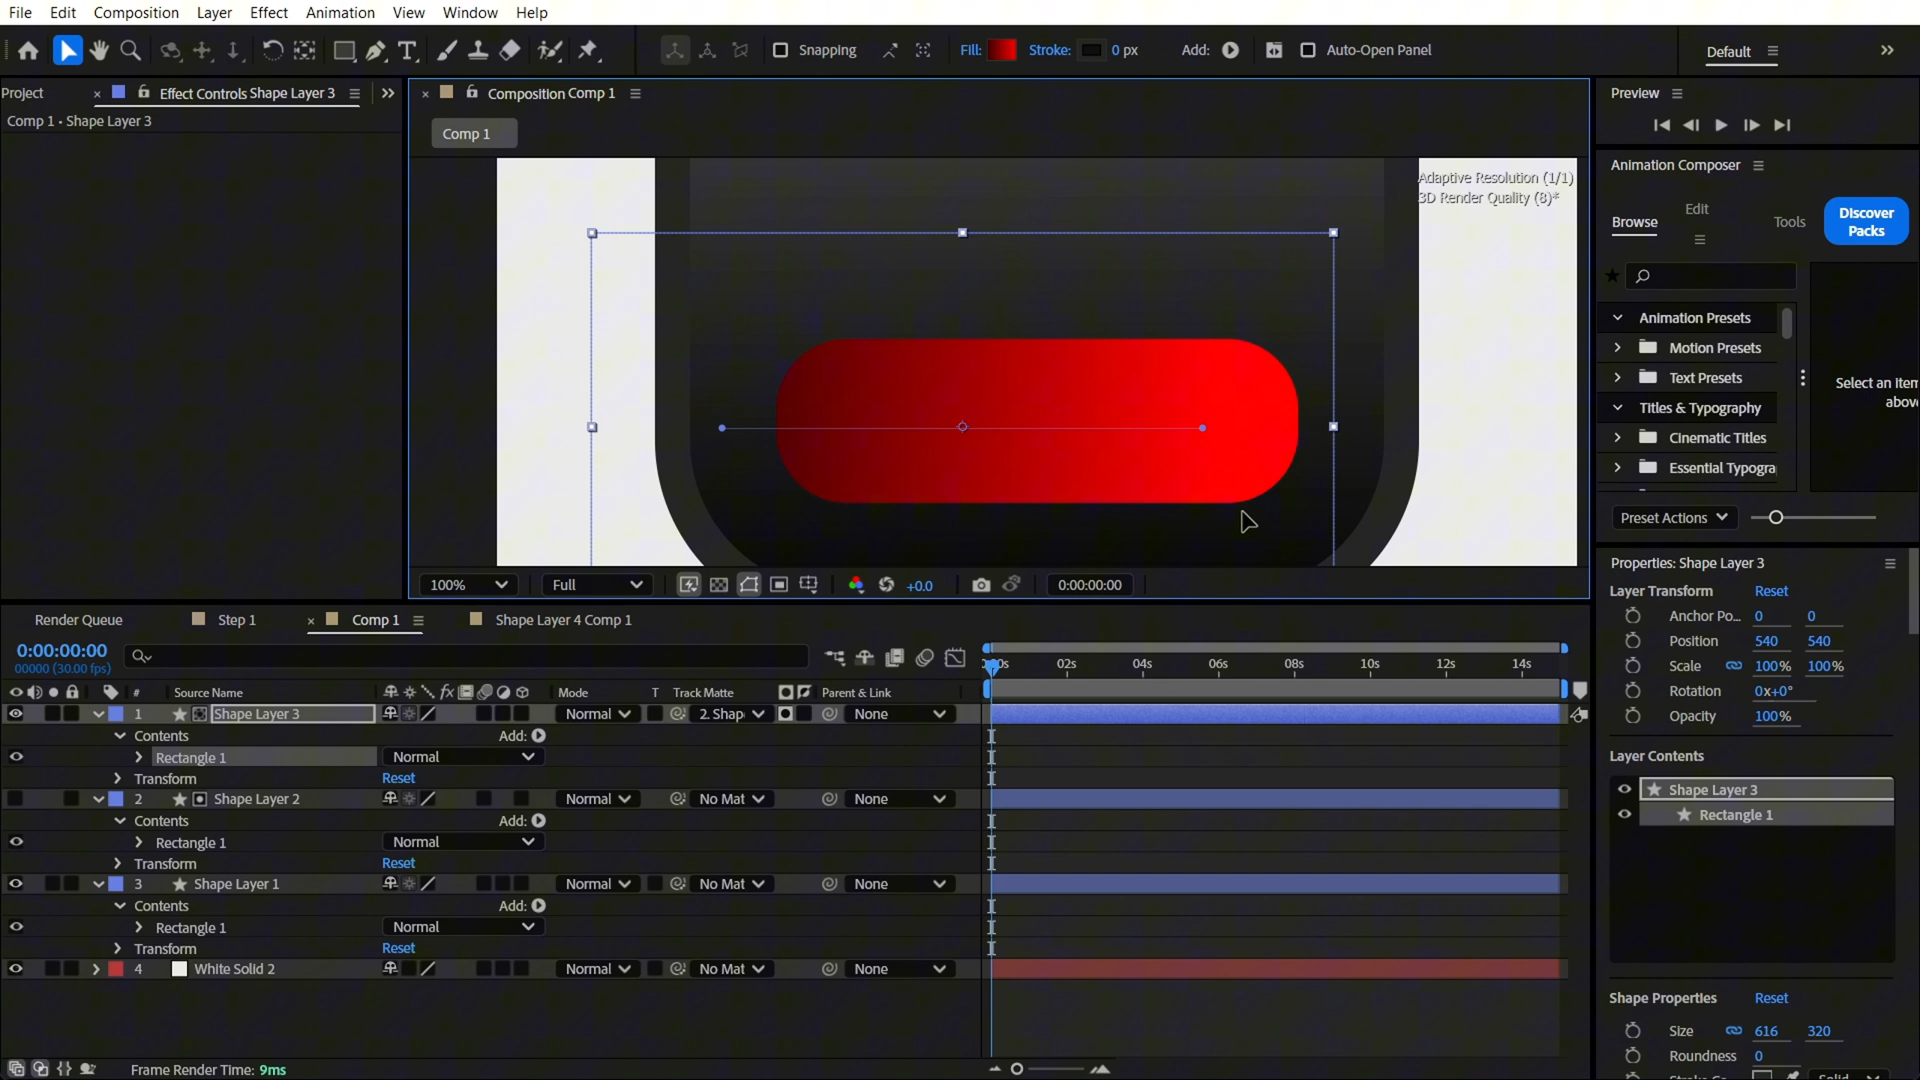 File Edit Composition Layer Effect Animation View Window Help
Snapping Fill: Stroke: 0 px Add: Auto-Open Panel Default
Project Effect Controls Shape Layer 3
Comp 1 • Shape Layer 3
Composition Comp 1
Comp 1
Adaptive Resolution (1/1)
3D Render Quality (8)*
100% Full +0.0 0:00:00:00
Preview
Animation Composer
Browse Edit Tools Discover Packs
Animation Presets
Motion Presets
Text Presets
Titles & Typography
Cinematic Titles
Essential Typogra
Select an Item
above
Preset Actions
Properties: Shape Layer 3
Layer Transform Reset
Anchor Po... 0 0
Position 540 540
Scale 100% 100%
Rotation 0x+0°
Opacity 100%
Layer Contents
Shape Layer 3
Rectangle 1
Shape Properties Reset
Size 616 320
Roundness 0
Render Queue Step 1 Comp 1 Shape Layer 4 Comp 1
0:00:00:00
00000 (30.00 fps)
02s 04s 06s 08s 10s 12s 14s
# Source Name fx Mode T Track Matte Parent & Link
1 Shape Layer 3 Normal 2. Shap None
Contents Add:
Rectangle 1 Normal
Transform Reset
2 Shape Layer 2 Normal No Mat None
Contents Add:
Rectangle 1 Normal
Transform Reset
3 Shape Layer 1 Normal No Mat None
Contents Add:
Rectangle 1 Normal
Transform Reset
4 White Solid 2 Normal No Mat None
Frame Render Time: 9ms